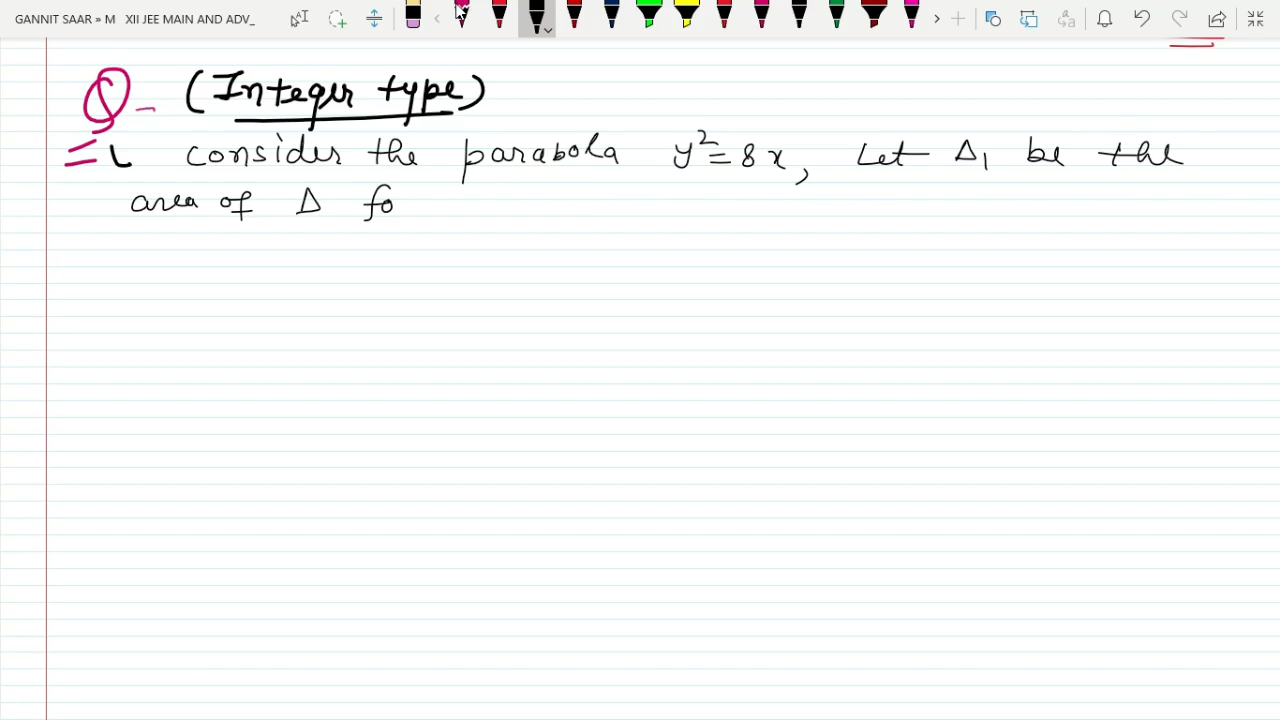 GANNIT SAAR » M XII JEE MAIN AND ADV_
Q- (Integer type)
consider the parabola y²=8x, Let Δ₁ be the
area of Δ fo